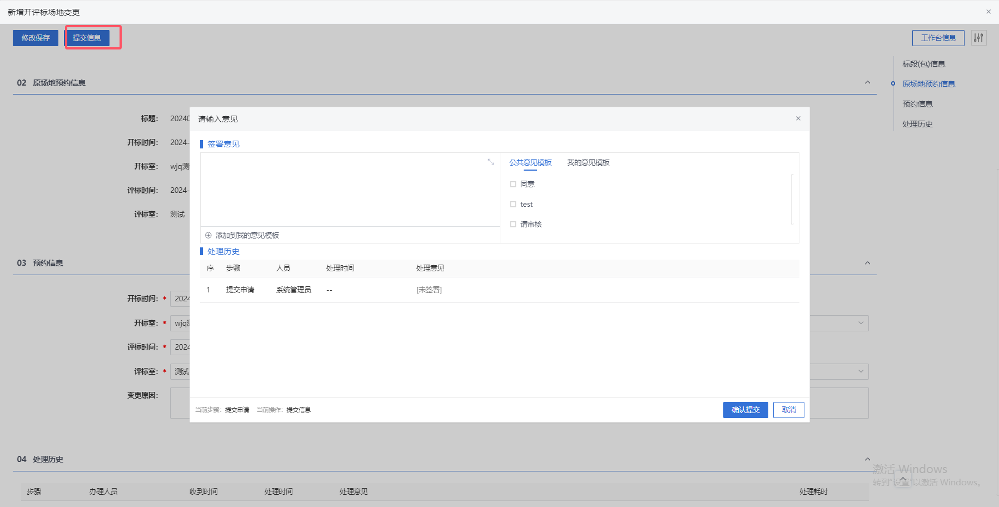 新增开评标场地变更
修改保存 提交信息 工作台信息
标段(包)信息
原场地预约信息
预约信息
处理历史
02 原场地预约信息
标题： 20240
开标时间： 2024-
开标室： wjq测
评标时间： 2024-
评标室： 测试
03 预约信息
开标时间： * 2024
开标室： * wjq测
评标时间： * 2024
评标室： * 测试
变更原因：
请输入意见
签署意见
公共意见模板 我的意见模板
同意
test
请审核
添加到我的意见模板
处理历史
序 步骤 人员 处理时间 处理意见
1 提交申请 系统管理员 -- [未签署]
当前步骤： 提交申请 当前操作： 提交信息
确认提交 取消
04 处理历史
步骤 办理人员 收到时间 处理时间 处理意见 处理耗时
激活 Windows
转到"设置"以激活 Windows。